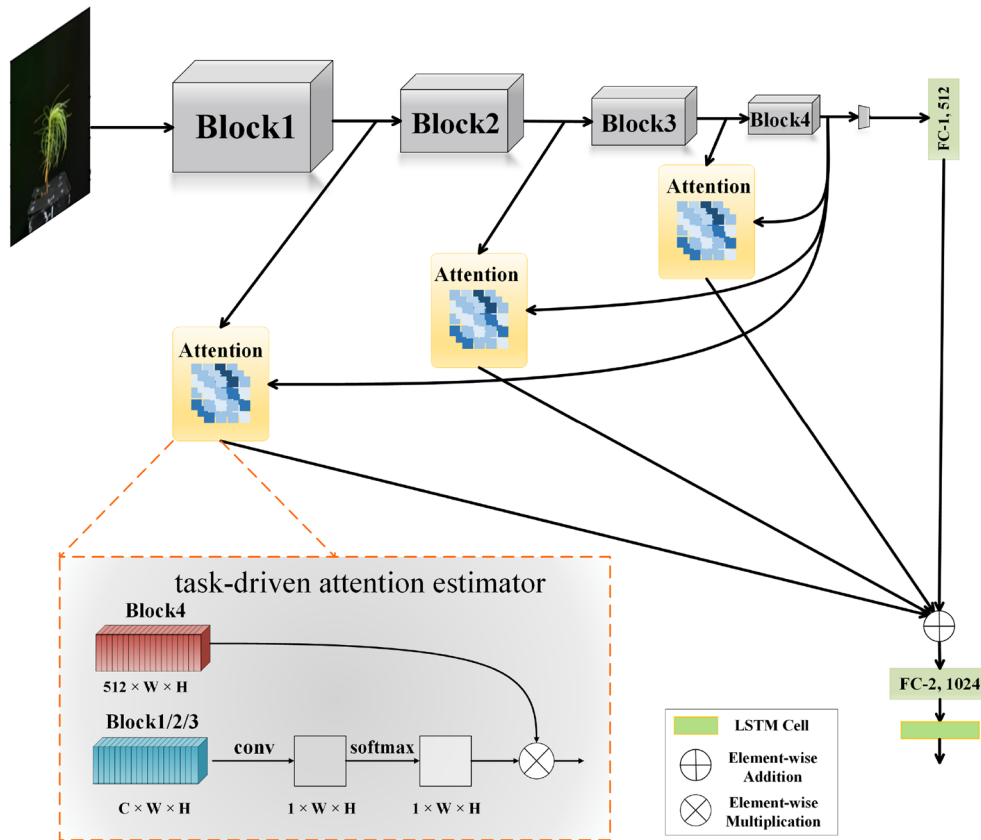 Block1
Block2
Block3
Block4
FC-1, 512
Attention
Attention
Attention
task-driven attention estimator
Block4
512 × W × H
Block1/2/3
conv
softmax
C × W × H
1 × W × H
1 × W × H
FC-2, 1024
LSTM Cell
Element-wise
Addition
Element-wise
Multiplication